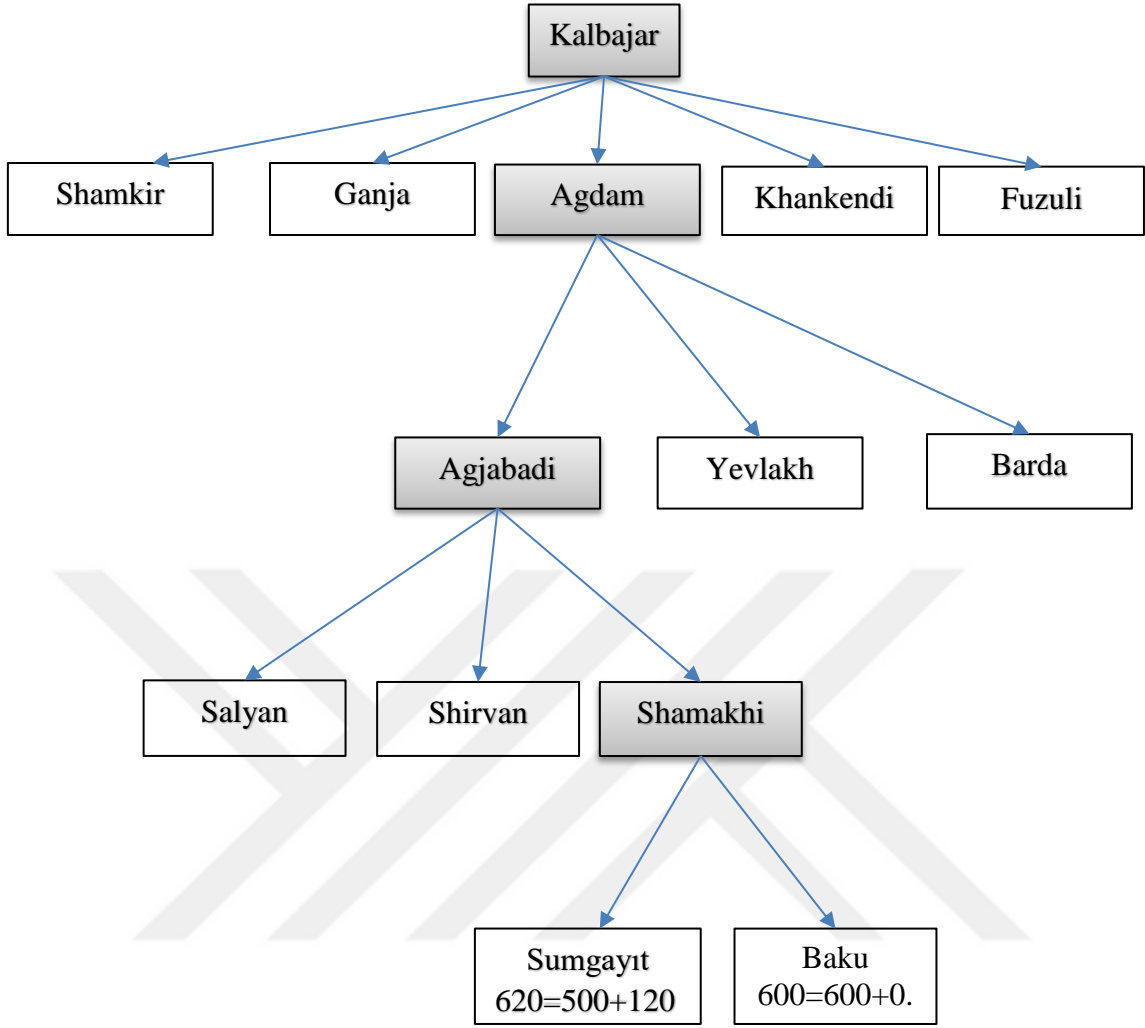 Kalbajar
Shamkir
Ganja
Agdam
Khankendi
Fuzuli
Agjabadi
Yevlakh
Barda
Salyan
Shirvan
Shamakhi
Sumgayıt
620=500+120
Baku
600=600+0.